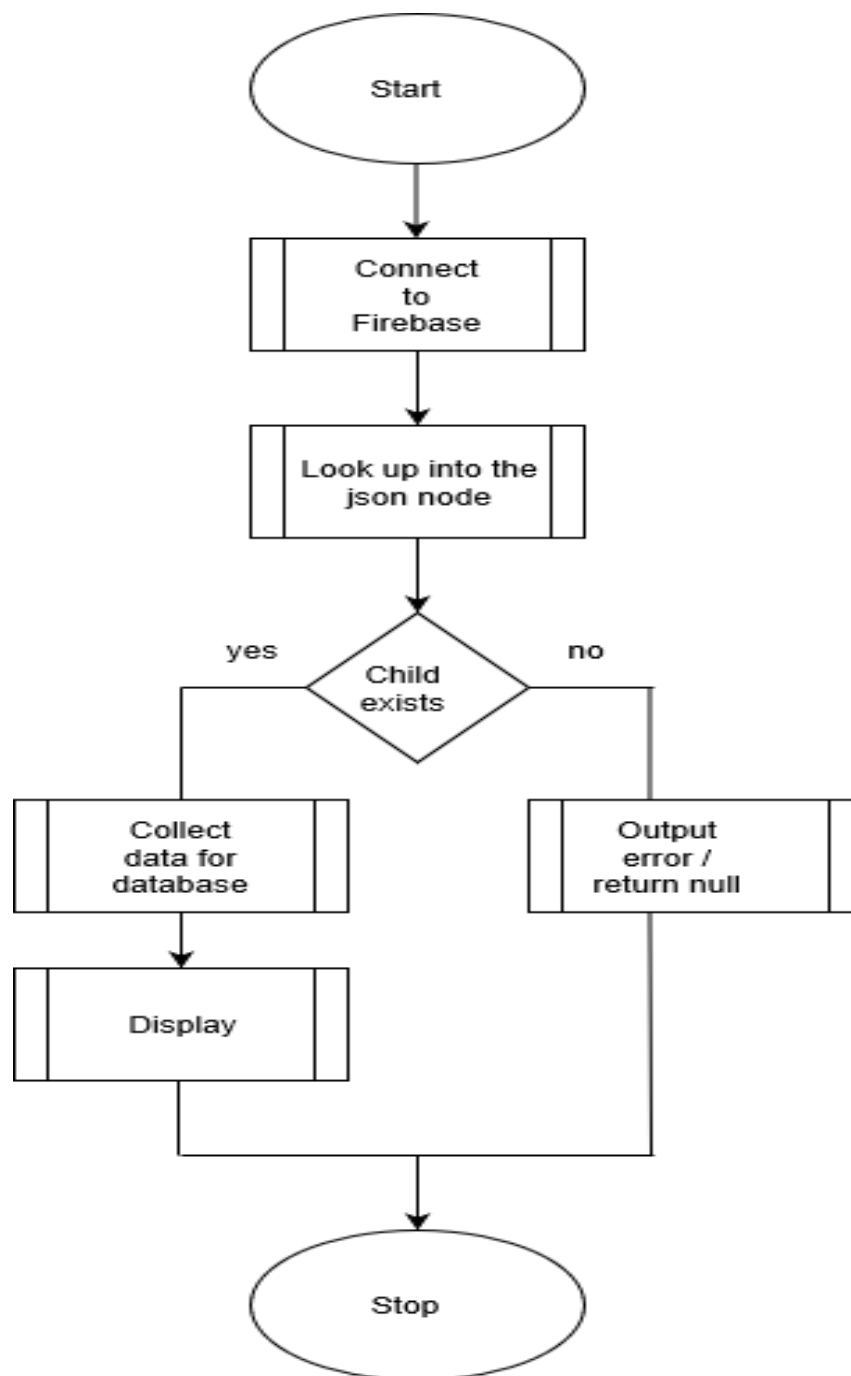 Start
Connect
to
Firebase
Look up into the
json node
yes
no
Child
exists
Collect
data for
database
Output
error /
return null
Display
Stop